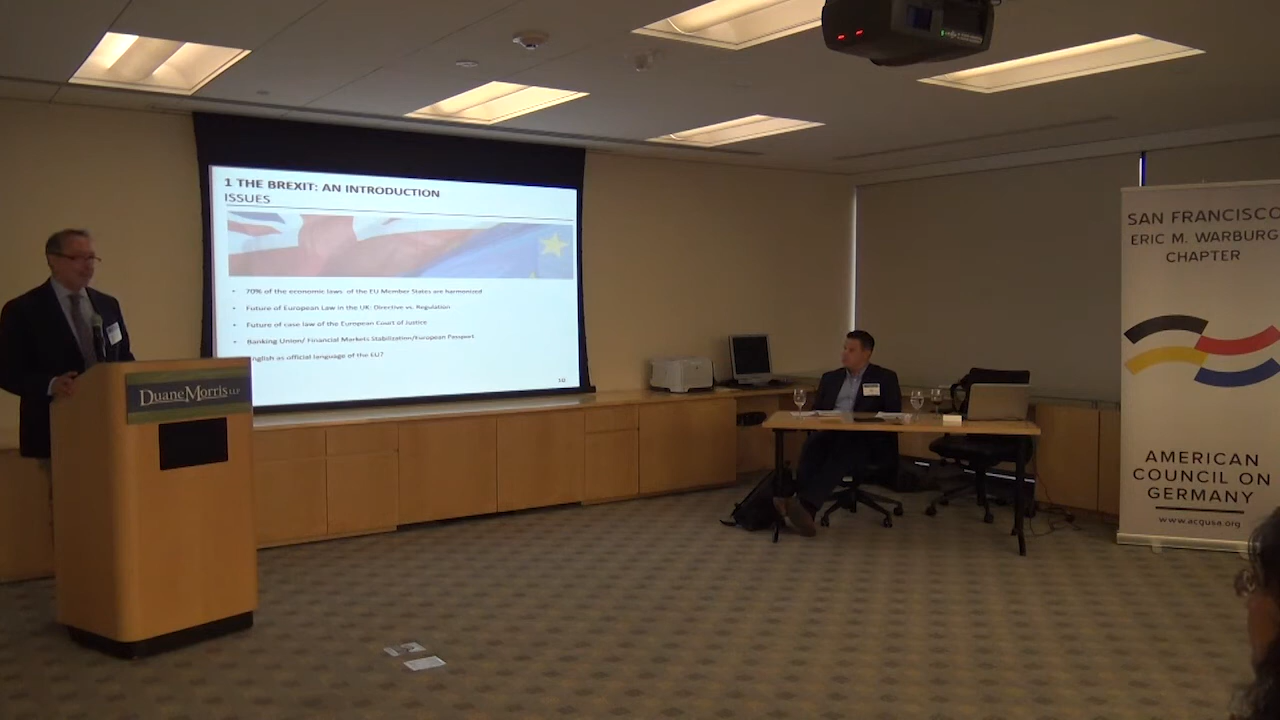 1 THE BREXIT: AN INTRODUCTION
ISSUES
• 70% of the economic laws of the EU Member States are harmonized
• Future of European Law in the UK: Directive vs. Regulation
• Future of case law of the European Court of Justice
• Banking Union/ Financial Markets Stabilization/European Passport
English as official language of the EU?
DuaneMorris LLP
SAN FRANCISCO
ERIC M. WARBURG
CHAPTER
AMERICAN
COUNCIL ON
GERMANY
www.acgusa.org